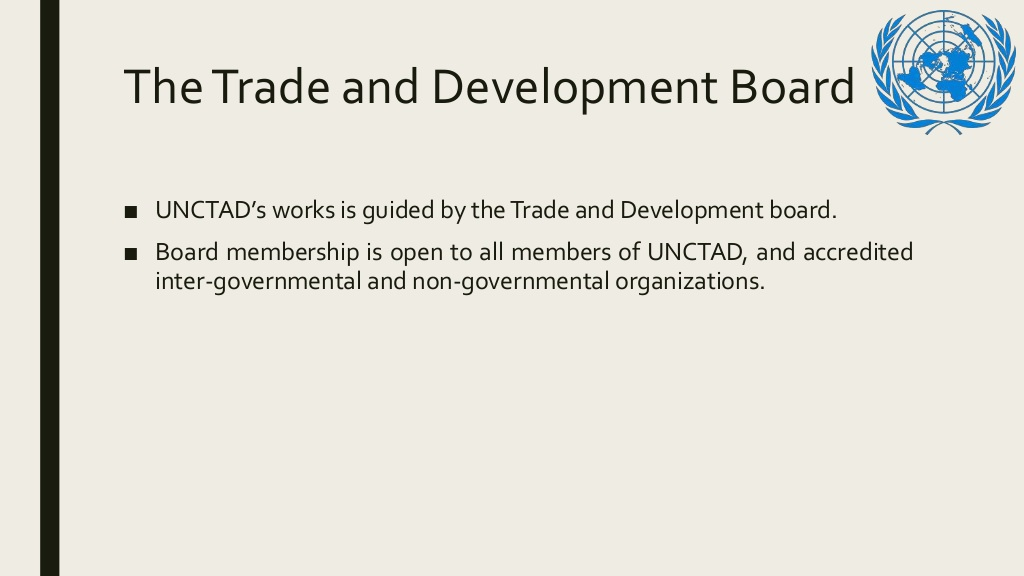 The Trade and Development Board
■ UNCTAD’s works is guided by the Trade and Development board.
■ Board membership is open to all members of UNCTAD, and accredited
inter-governmental and non-governmental organizations.